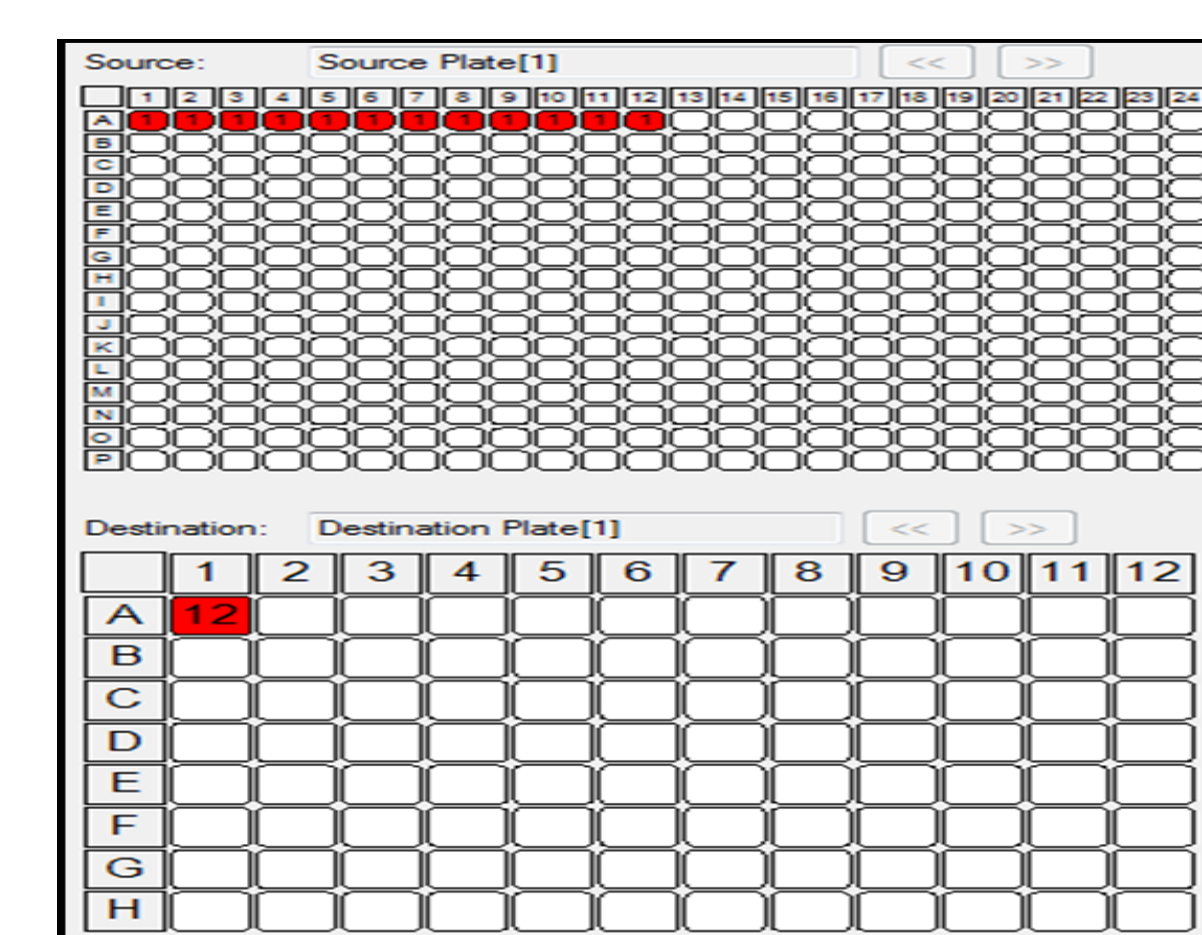 Source: Source Plate[1] << >>
1 2 3 4 5 6 7 8 9 10 11 12 13 14 15 16 17 18 19 20 21 22 23 24
A 1 1 1 1 1 1 1 1 1 1 1 1
B
C
D
E
F
G
H
I
J
K
L
M
N
O
P
Destination: Destination Plate[1] << >>
1 2 3 4 5 6 7 8 9 10 11 12
A 12
B
C
D
E
F
G
H